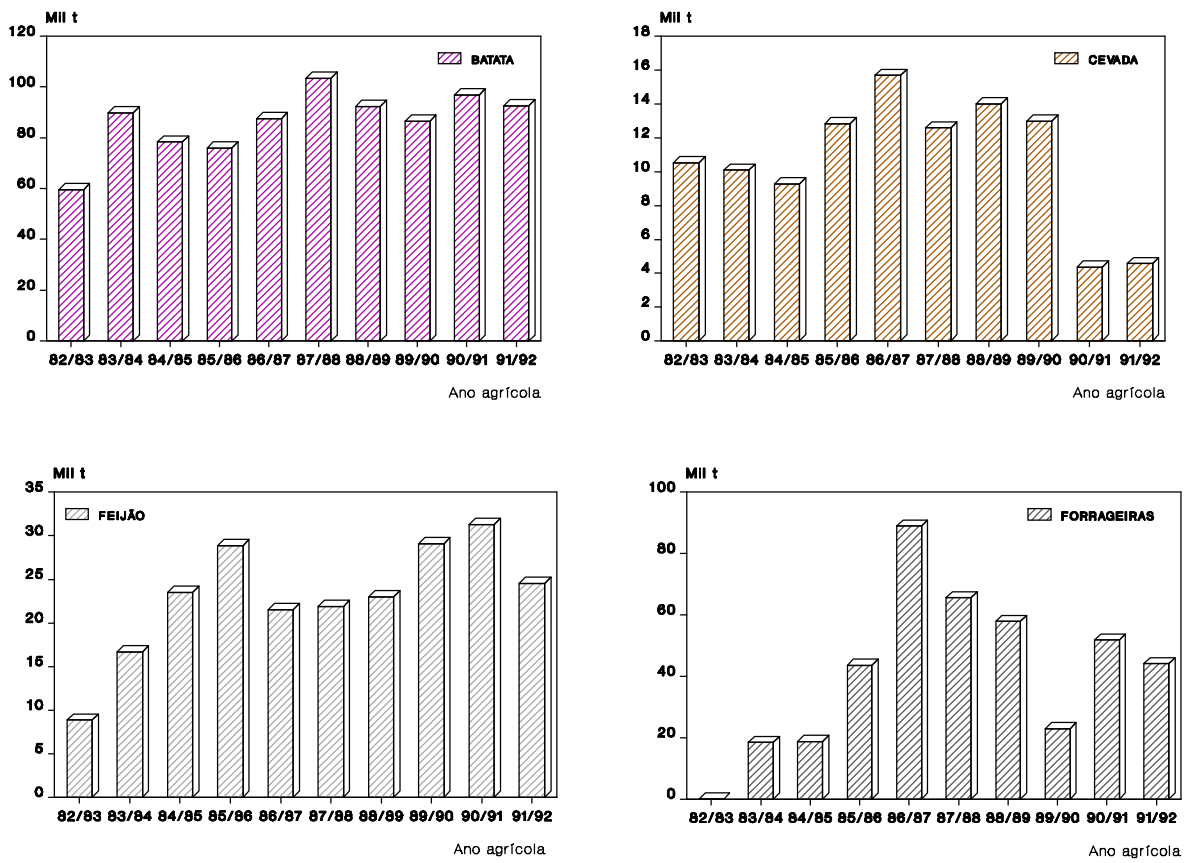 Mil t
120
100
80
60
40
20
0
BATATA
82/83 83/84 84/85 85/86 86/87 87/88 88/89 89/90 90/91 91/92
Ano agrícola
Mil t
18
16
14
12
10
8
6
4
2
0
CEVADA
82/83 83/84 84/85 85/86 86/87 87/88 88/89 89/90 90/91 91/92
Ano agrícola
Mil t
35
30
25
20
15
10
5
0
FEIJÃO
82/83 83/84 84/85 85/86 86/87 87/88 88/89 89/90 90/91 91/92
Ano agrícola
Mil t
100
80
60
40
20
0
FORRAGEIRAS
82/83 83/84 84/85 85/86 86/87 87/88 88/89 89/90 90/91 91/92
Ano agrícola